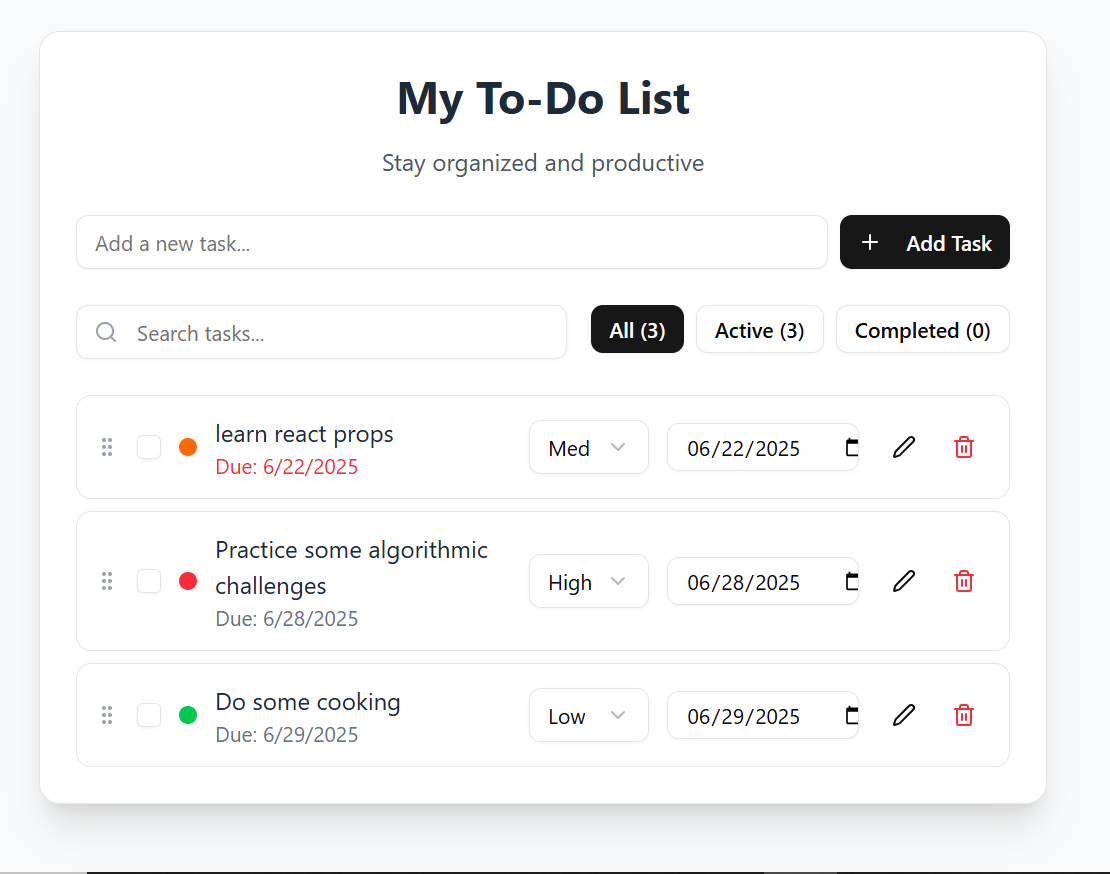 My To-Do List
Stay organized and productive
Add a new task...
+ Add Task
Search tasks...
All (3)
Active (3)
Completed (0)
learn react props
Due: 6/22/2025
Med
06/22/2025
Practice some algorithmic
challenges
Due: 6/28/2025
High
06/28/2025
Do some cooking
Due: 6/29/2025
Low
06/29/2025